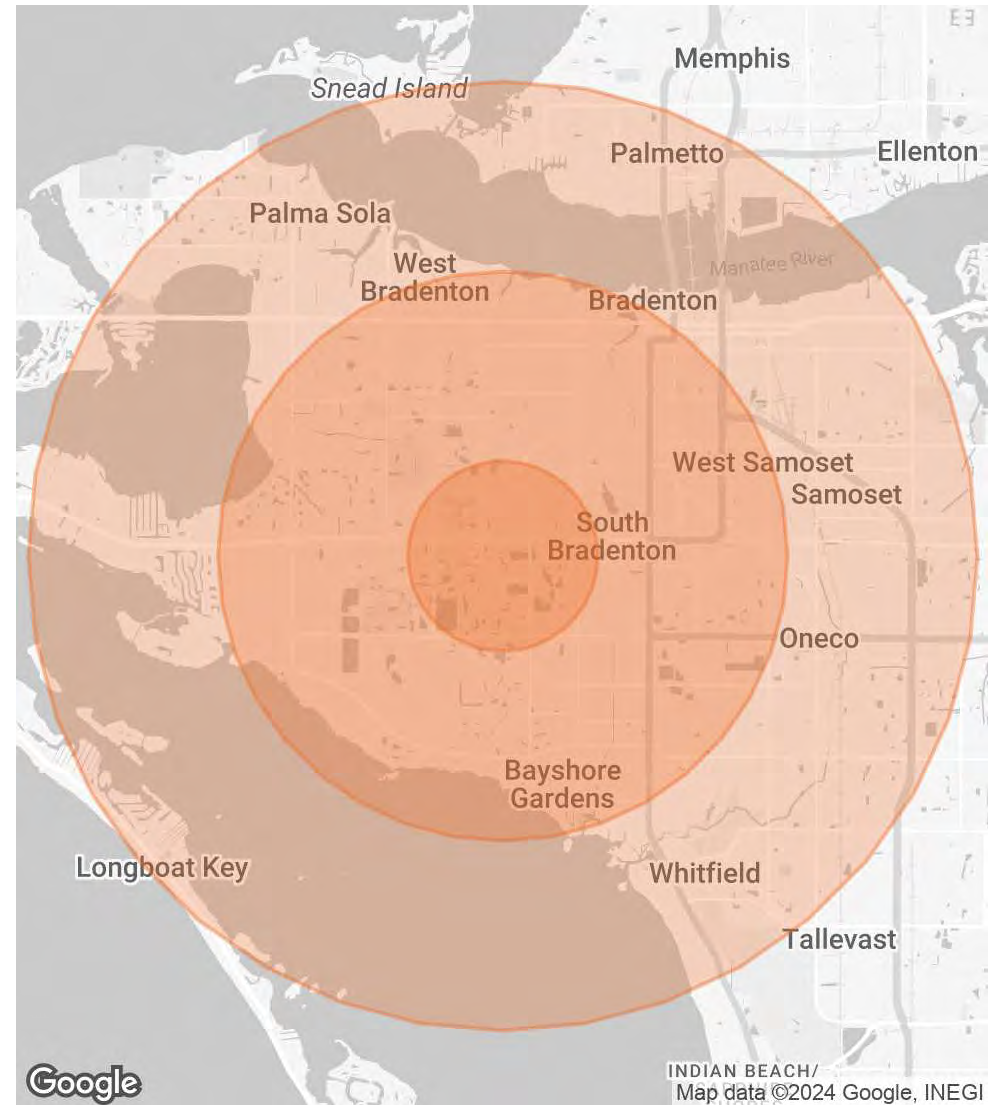 Memphis
Snead Island
Palmetto
Ellenton
Palma Sola
West
Bradenton
Manatee River
Bradenton
West Samoset
Samoset
South
Bradenton
Oneco
Bayshore
Gardens
Longboat Key
Whitfield
Tallevast
INDIAN BEACH/
Google
Map data ©2024 Google, INEGI